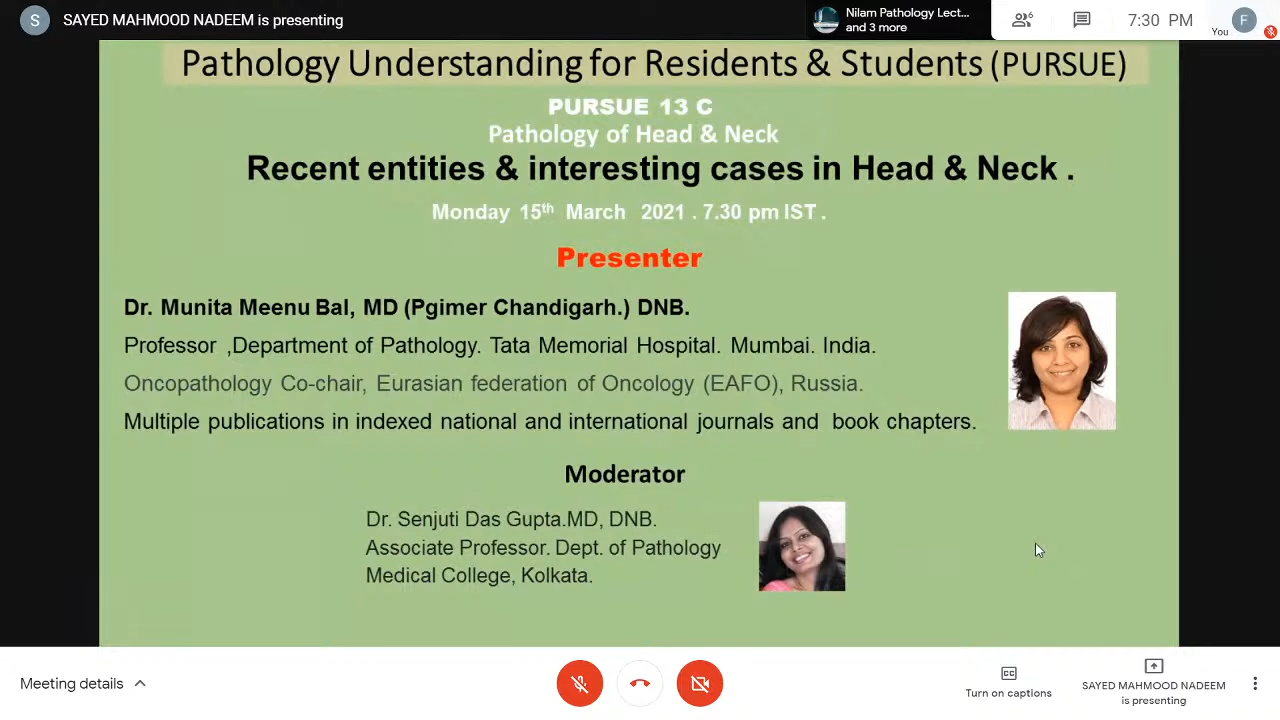 S SAYED MAHMOOD NADEEM is presenting
Nilam Pathology Lect...
and 3 more
6
7:30 PM
You
F
Pathology Understanding for Residents & Students (PURSUE)
PURSUE 13 C
Pathology of Head & Neck
Recent entities & interesting cases in Head & Neck .
Monday 15th March 2021 . 7.30 pm IST .
Presenter
Dr. Munita Meenu Bal, MD (Pgimer Chandigarh.) DNB.
Professor ,Department of Pathology. Tata Memorial Hospital. Mumbai. India.
Oncopathology Co-chair, Eurasian federation of Oncology (EAFO), Russia.
Multiple publications in indexed national and international journals and book chapters.
Moderator
Dr. Senjuti Das Gupta.MD, DNB.
Associate Professor. Dept. of Pathology
Medical College, Kolkata.
Meeting details
CC
Turn on captions
SAYED MAHMOOD NADEEM
is presenting